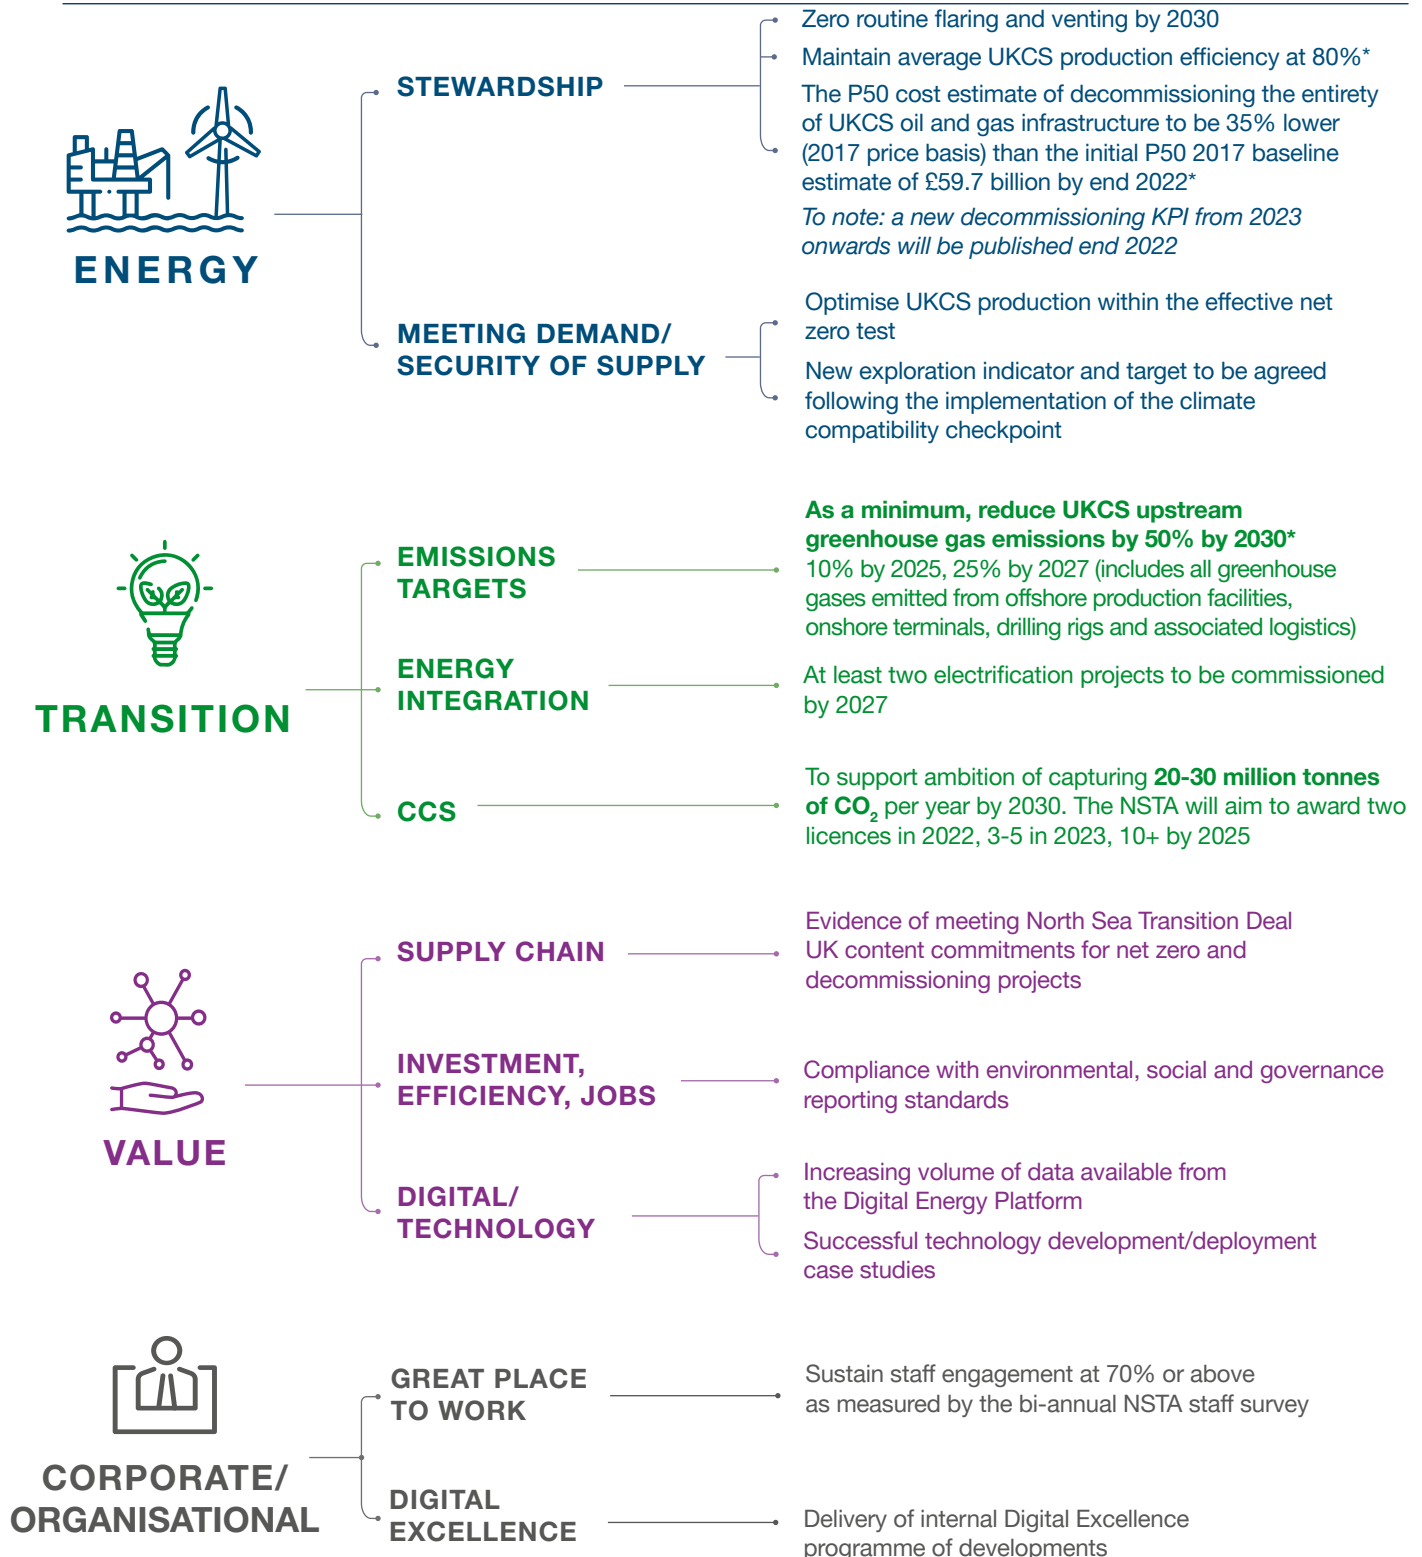 ENERGY
STEWARDSHIP
Zero routine flaring and venting by 2030
Maintain average UKCS production efficiency at 80%*
The P50 cost estimate of decommissioning the entirety
of UKCS oil and gas infrastructure to be 35% lower
(2017 price basis) than the initial P50 2017 baseline
estimate of £59.7 billion by end 2022*
To note: a new decommissioning KPI from 2023
onwards will be published end 2022
MEETING DEMAND/
SECURITY OF SUPPLY
Optimise UKCS production within the effective net
zero test
New exploration indicator and target to be agreed
following the implementation of the climate
compatibility checkpoint
TRANSITION
EMISSIONS
TARGETS
As a minimum, reduce UKCS upstream
greenhouse gas emissions by 50% by 2030*
10% by 2025, 25% by 2027 (includes all greenhouse
gases emitted from offshore production facilities,
onshore terminals, drilling rigs and associated logistics)
ENERGY
INTEGRATION
At least two electrification projects to be commissioned
by 2027
CCS
To support ambition of capturing 20-30 million tonnes
of CO₂ per year by 2030. The NSTA will aim to award two
licences in 2022, 3-5 in 2023, 10+ by 2025
VALUE
SUPPLY CHAIN
Evidence of meeting North Sea Transition Deal
UK content commitments for net zero and
decommissioning projects
INVESTMENT,
EFFICIENCY, JOBS
Compliance with environmental, social and governance
reporting standards
DIGITAL/
TECHNOLOGY
Increasing volume of data available from
the Digital Energy Platform
Successful technology development/deployment
case studies
CORPORATE/
ORGANISATIONAL
GREAT PLACE
TO WORK
Sustain staff engagement at 70% or above
as measured by the bi-annual NSTA staff survey
DIGITAL
EXCELLENCE
Delivery of internal Digital Excellence
programme of developments